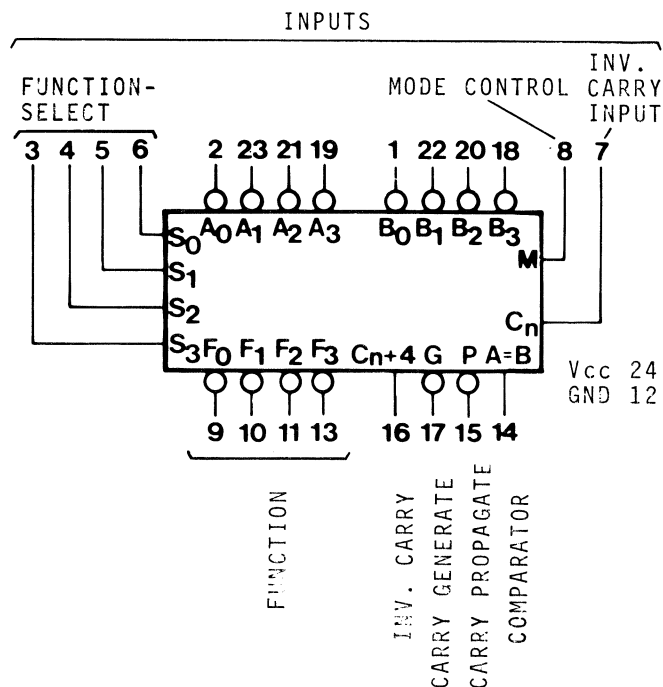 INPUTS
FUNCTION-
SELECT
MODE CONTROL
INV.
CARRY
INPUT
3 4 5 6 2 23 21 19 1 22 20 18 8 7
A0 A1 A2 A3 B0 B1 B2 B3
S0
S1
S2
S3
M
Cn
F0 F1 F2 F3 Cn+4 G P A=B
Vcc 24
GND 12
9 10 11 13 16 17 15 14
FUNCTION
INV. CARRY
CARRY GENERATE
CARRY PROPAGATE
COMPARATOR